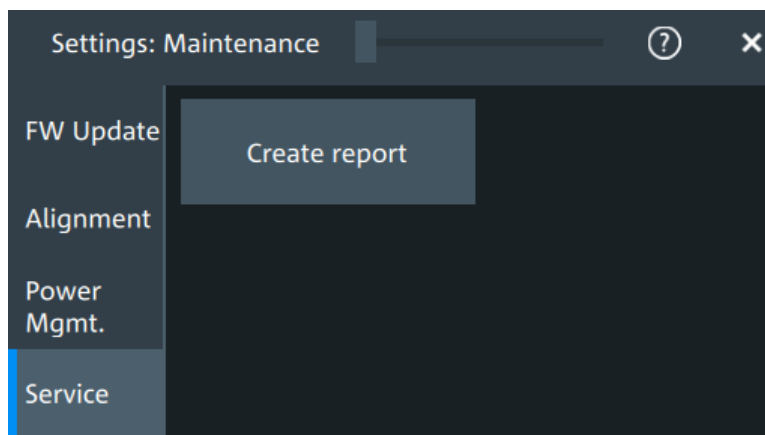 Settings: Maintenance
?
×
FW Update
Create report
Alignment
Power
Mgmt.
Service